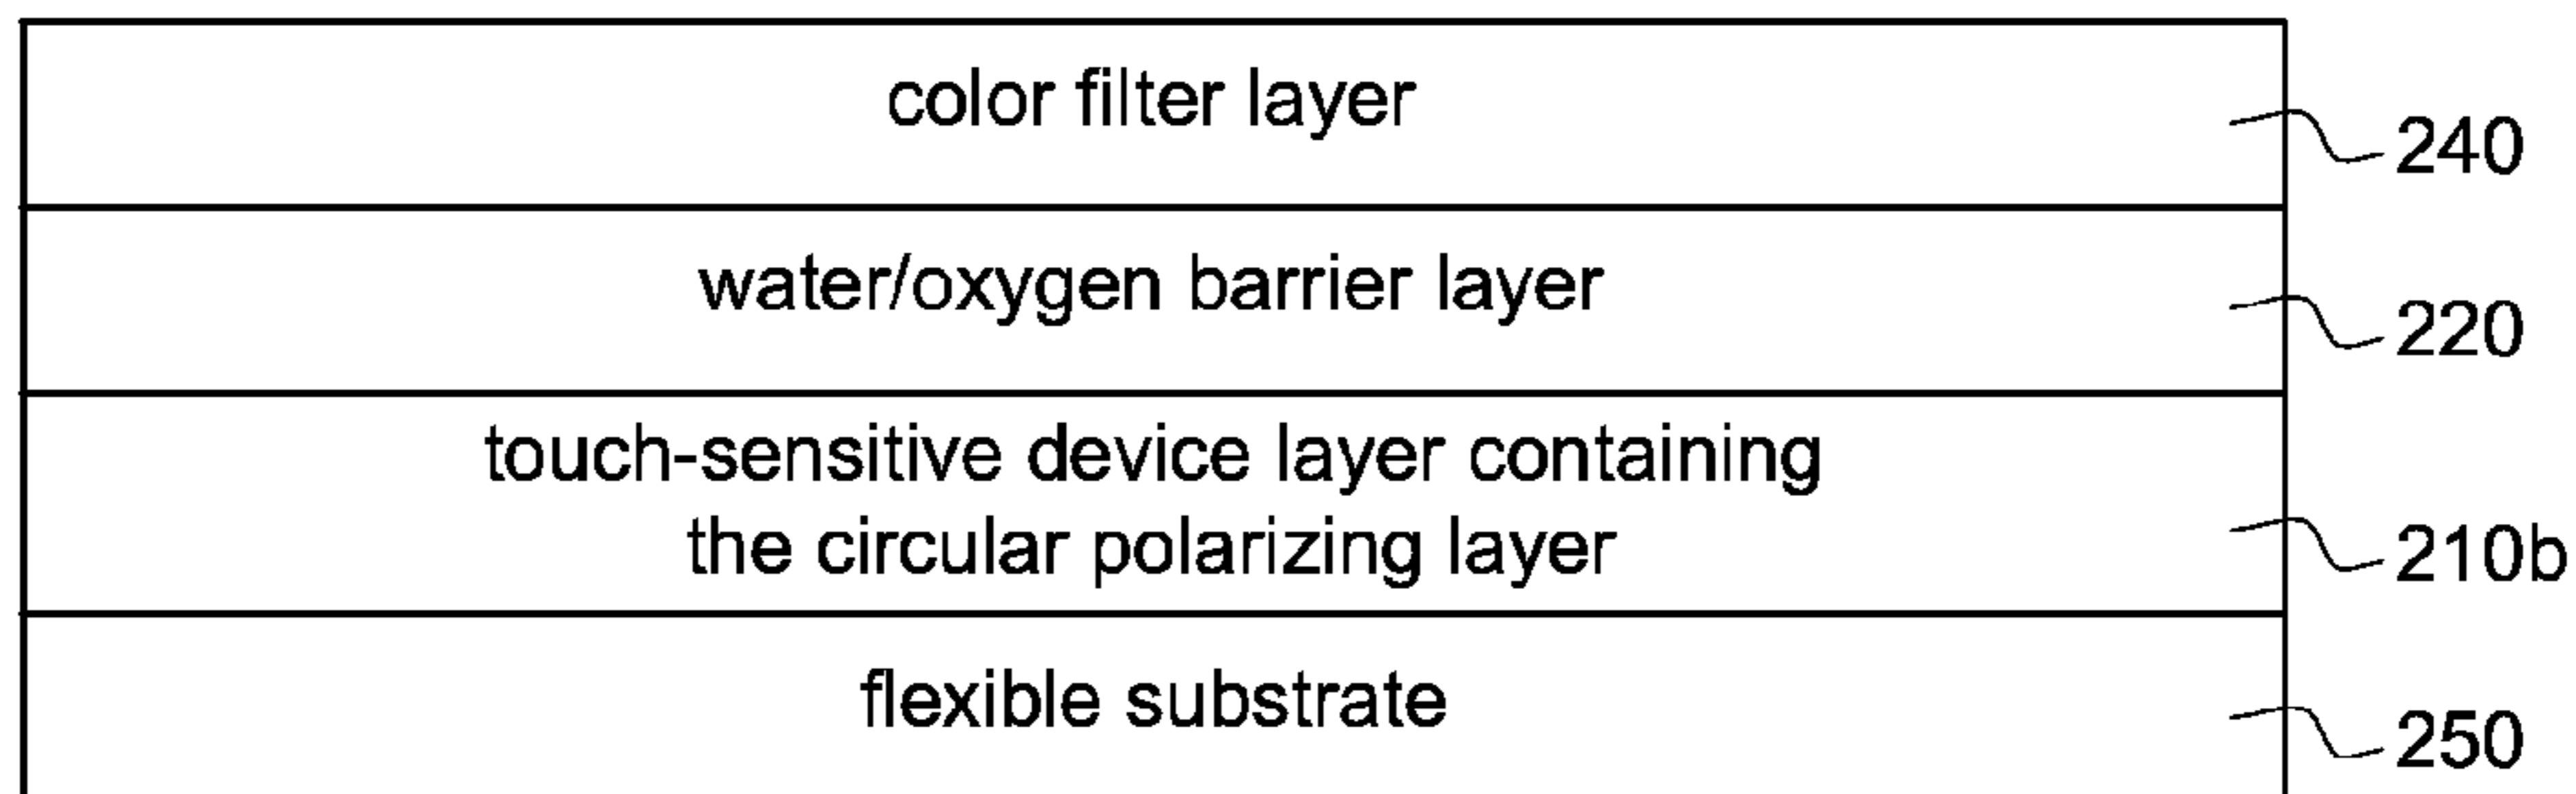 color filter layer
240
water/oxygen barrier layer
220
touch-sensitive device layer containing
the circular polarizing layer
210b
flexible substrate
250